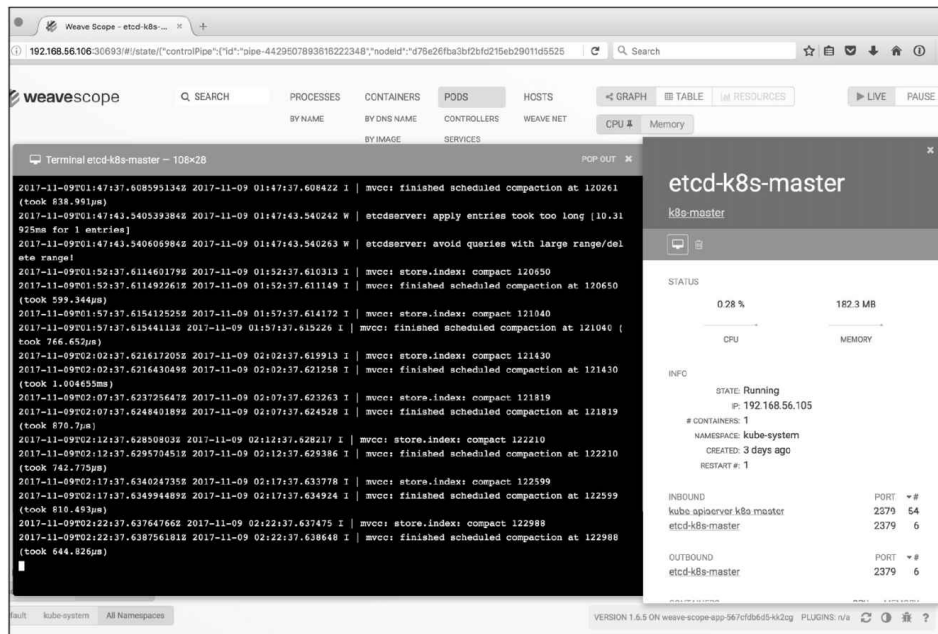 Weave Scope - etcd-k8s-... ×
192.168.56.106:30693/#!/state/{"controlPipe":{"id":"pipe-4429507893616222348","nodeId":"d76e26fba3bf2bfd215eb29011d5525
Search
weavescope
SEARCH
PROCESSES CONTAINERS PODS HOSTS
BY NAME BY DNS NAME CONTROLLERS WEAVE NET
BY IMAGE SERVICES
GRAPH TABLE RESOURCES
LIVE PAUSE
CPU Memory
Terminal etcd-k8s-master — 108×28
POP OUT ×
2017-11-09T01:47:37.608595134Z 2017-11-09 01:47:37.608422 I | mvcc: finished scheduled compaction at 120261
(took 838.991µs)
2017-11-09T01:47:43.540539384Z 2017-11-09 01:47:43.540242 W | etcdserver: apply entries took too long [10.31
925ms for 1 entries]
2017-11-09T01:47:43.540606984Z 2017-11-09 01:47:43.540263 W | etcdserver: avoid queries with large range/del
ete range!
2017-11-09T01:52:37.611460179Z 2017-11-09 01:52:37.610313 I | mvcc: store.index: compact 120650
2017-11-09T01:52:37.611492261Z 2017-11-09 01:52:37.611149 I | mvcc: finished scheduled compaction at 120650
(took 599.344µs)
2017-11-09T01:57:37.615412525Z 2017-11-09 01:57:37.614172 I | mvcc: store.index: compact 121040
2017-11-09T01:57:37.61544113Z 2017-11-09 01:57:37.615226 I | mvcc: finished scheduled compaction at 121040 (
took 766.652µs)
2017-11-09T02:02:37.621617205Z 2017-11-09 02:02:37.619913 I | mvcc: store.index: compact 121430
2017-11-09T02:02:37.621643049Z 2017-11-09 02:02:37.621258 I | mvcc: finished scheduled compaction at 121430
(took 1.004655ms)
2017-11-09T02:07:37.623725647Z 2017-11-09 02:07:37.623263 I | mvcc: store.index: compact 121819
2017-11-09T02:07:37.624840189Z 2017-11-09 02:07:37.624528 I | mvcc: finished scheduled compaction at 121819
(took 870.7µs)
2017-11-09T02:12:37.62850803Z 2017-11-09 02:12:37.628217 I | mvcc: store.index: compact 122210
2017-11-09T02:12:37.629570451Z 2017-11-09 02:12:37.629386 I | mvcc: finished scheduled compaction at 122210
(took 742.775µs)
2017-11-09T02:17:37.634024735Z 2017-11-09 02:17:37.633778 I | mvcc: store.index: compact 122599
2017-11-09T02:17:37.634994489Z 2017-11-09 02:17:37.634924 I | mvcc: finished scheduled compaction at 122599
(took 810.493µs)
2017-11-09T02:22:37.63764766Z 2017-11-09 02:22:37.637475 I | mvcc: store.index: compact 122988
2017-11-09T02:22:37.638756181Z 2017-11-09 02:22:37.638648 I | mvcc: finished scheduled compaction at 122988
(took 644.826µs)
etcd-k8s-master
k8s-master
STATUS
0.28 % 182.3 MB
CPU MEMORY
INFO
STATE: Running
IP: 192.168.56.105
# CONTAINERS: 1
NAMESPACE: kube-system
CREATED: 3 days ago
RESTART #: 1
INBOUND PORT #
kube-apiserver-k8s-master 2379 54
etcd-k8s-master 2379 6
OUTBOUND PORT #
etcd-k8s-master 2379 6
fault kube-system All Namespaces
VERSION 1.6.5 ON weave-scope-app-567cfdb6d5-kk2cg PLUGINS: n/a